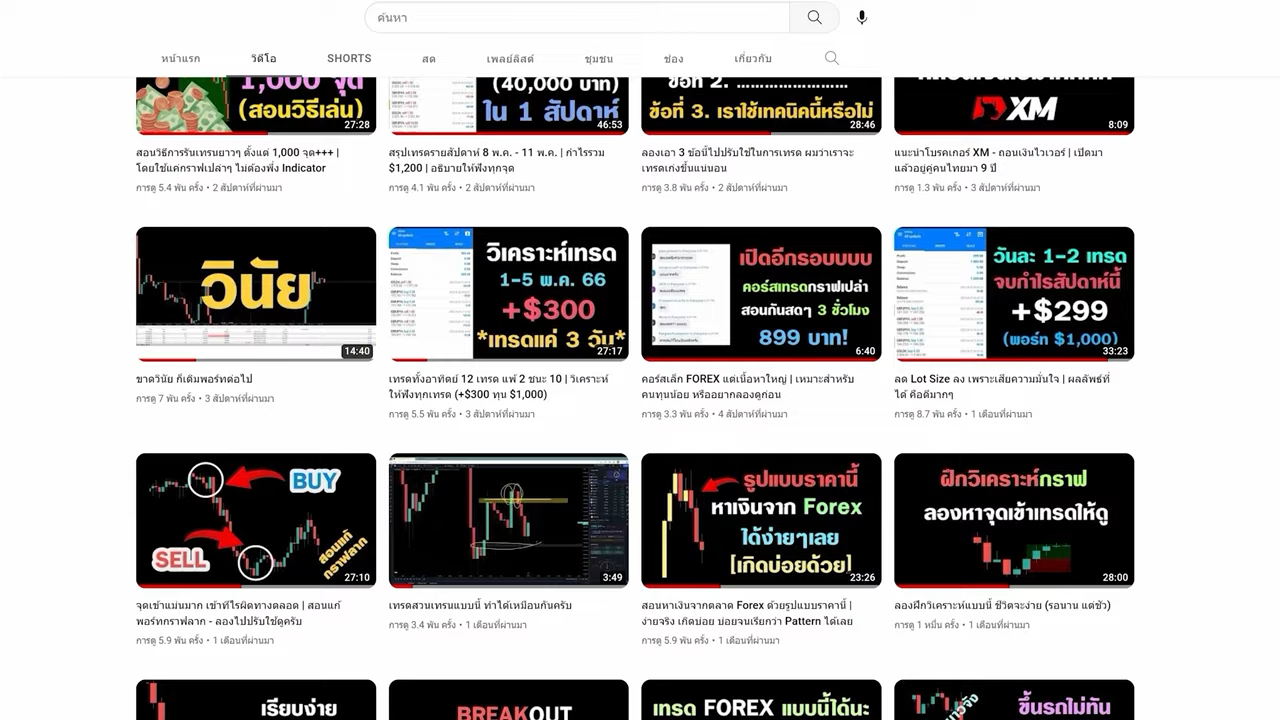 ค้นหา
หน้าแรก
วิดีโอ
SHORTS
สด
เพลย์ลิสต์
ชุมชน
ช่อง
เกี่ยวกับ
1,000 จุด
(สอนวิธีเล่น)
27:28
(40,000 บาท)
ใน 1 สัปดาห์
46:53
ข้อที่ 2. ......................
ข้อที่ 3. เราใช้เทคนิคนี้หรือไม่
28:46
XM
8:09
สอนวิธีการรันเทรนยาวๆ ตั้งแต่ 1,000 จุด+++ |
โดยใช้แค่กราฟเปล่าๆ ไม่ต้องพึ่ง Indicator
การดู 5.4 พัน ครั้ง • 2 สัปดาห์ที่ผ่านมา
สรุปเทรดรายสัปดาห์ 8 พ.ค. - 11 พ.ค. | กำไรรวม
$1,200 | อธิบายให้ฟังทุกจุด
การดู 4.1 พัน ครั้ง • 2 สัปดาห์ที่ผ่านมา
ลองเอา 3 ข้อนี้ไปปรับใช้ในการเทรด ผมว่าเราจะ
เทรดเก่งขึ้นแน่นอน
การดู 3.8 พัน ครั้ง • 2 สัปดาห์ที่ผ่านมา
แนะนำโบรคเกอร์ XM - ถอนเงินไวเวอร์ | เปิดมา
แล้วอยู่คู่คนไทยมา 9 ปี
การดู 1.3 พัน ครั้ง • 3 สัปดาห์ที่ผ่านมา
วินัย
14:40
วิเคราะห์เทรด
1-5 พ.ค. 66
+$300
*เทรดแค่ 3 วัน*
27:17
เปิดอีกรอบบบบ
คอร์สเทรดกราฟเปล่า
สอนกันสดๆ 3 ชั่วโมง
899 บาท!
6:40
วันละ 1-2 เทรด
จบกำไรสัปดาห์นี้
+$299
(พอร์ท $1,000)
33:23
ขาดวินัย ก็เติมพอร์ทต่อไป
การดู 7 พัน ครั้ง • 3 สัปดาห์ที่ผ่านมา
เทรดทั้งอาทิตย์ 12 เทรด แพ้ 2 ชนะ 10 | วิเคราะห์
ให้ฟังทุกเทรด (+$300 ทุน $1,000)
การดู 5.5 พัน ครั้ง • 3 สัปดาห์ที่ผ่านมา
คอร์สเล็ก FOREX แต่เนื้อหาใหญ่ | เหมาะสำหรับ
คนทุนน้อย หรืออยากลองดูก่อน
การดู 3.3 พัน ครั้ง • 4 สัปดาห์ที่ผ่านมา
ลด Lot Size ลง เพราะเสียความมั่นใจ | ผลลัพธ์ที่
ได้ คือดีมากๆ
การดู 8.7 พัน ครั้ง • 1 เดือนที่ผ่านมา
BUY
SELL
สอนแก้
กราฟลาก
27:10
3:49
รูปแบบราคานี้
หาเงินจาก Forex
ได้ง่ายๆเลย
[เกิดบ่อยด้วย]
23:26
ฝึกวิเคราะห์กราฟ
ลองหาจุดเข้าเทรดให้ดู
28:00
จุดเข้าแม่นมาก เข้าที่ไรผิดทางตลอด | สอนแก้
พอร์ทกราฟลาก - ลองไปปรับใช้ดูครับ
การดู 5.9 พัน ครั้ง • 1 เดือนที่ผ่านมา
เทรดสวนเทรนแบบนี้ ทำได้เหมือนกันครับ
การดู 3.4 พัน ครั้ง • 1 เดือนที่ผ่านมา
สอนหาเงินจากตลาด Forex ด้วยรูปแบบราคานี้ |
ง่ายจริง เกิดบ่อย บ่อยจนเรียกว่า Pattern ได้เลย
การดู 5.9 พัน ครั้ง • 1 เดือนที่ผ่านมา
ลองฝึกวิเคราะห์แบบนี้ ชีวิตจะง่าย (รอนาน แต่ชัว)
การดู 1 หมื่น ครั้ง • 1 เดือนที่ผ่านมา
เรียบง่าย
BREAKOUT
เทรด FOREX แบบนี้ได้นะ
ขึ้นรถไม่ทัน